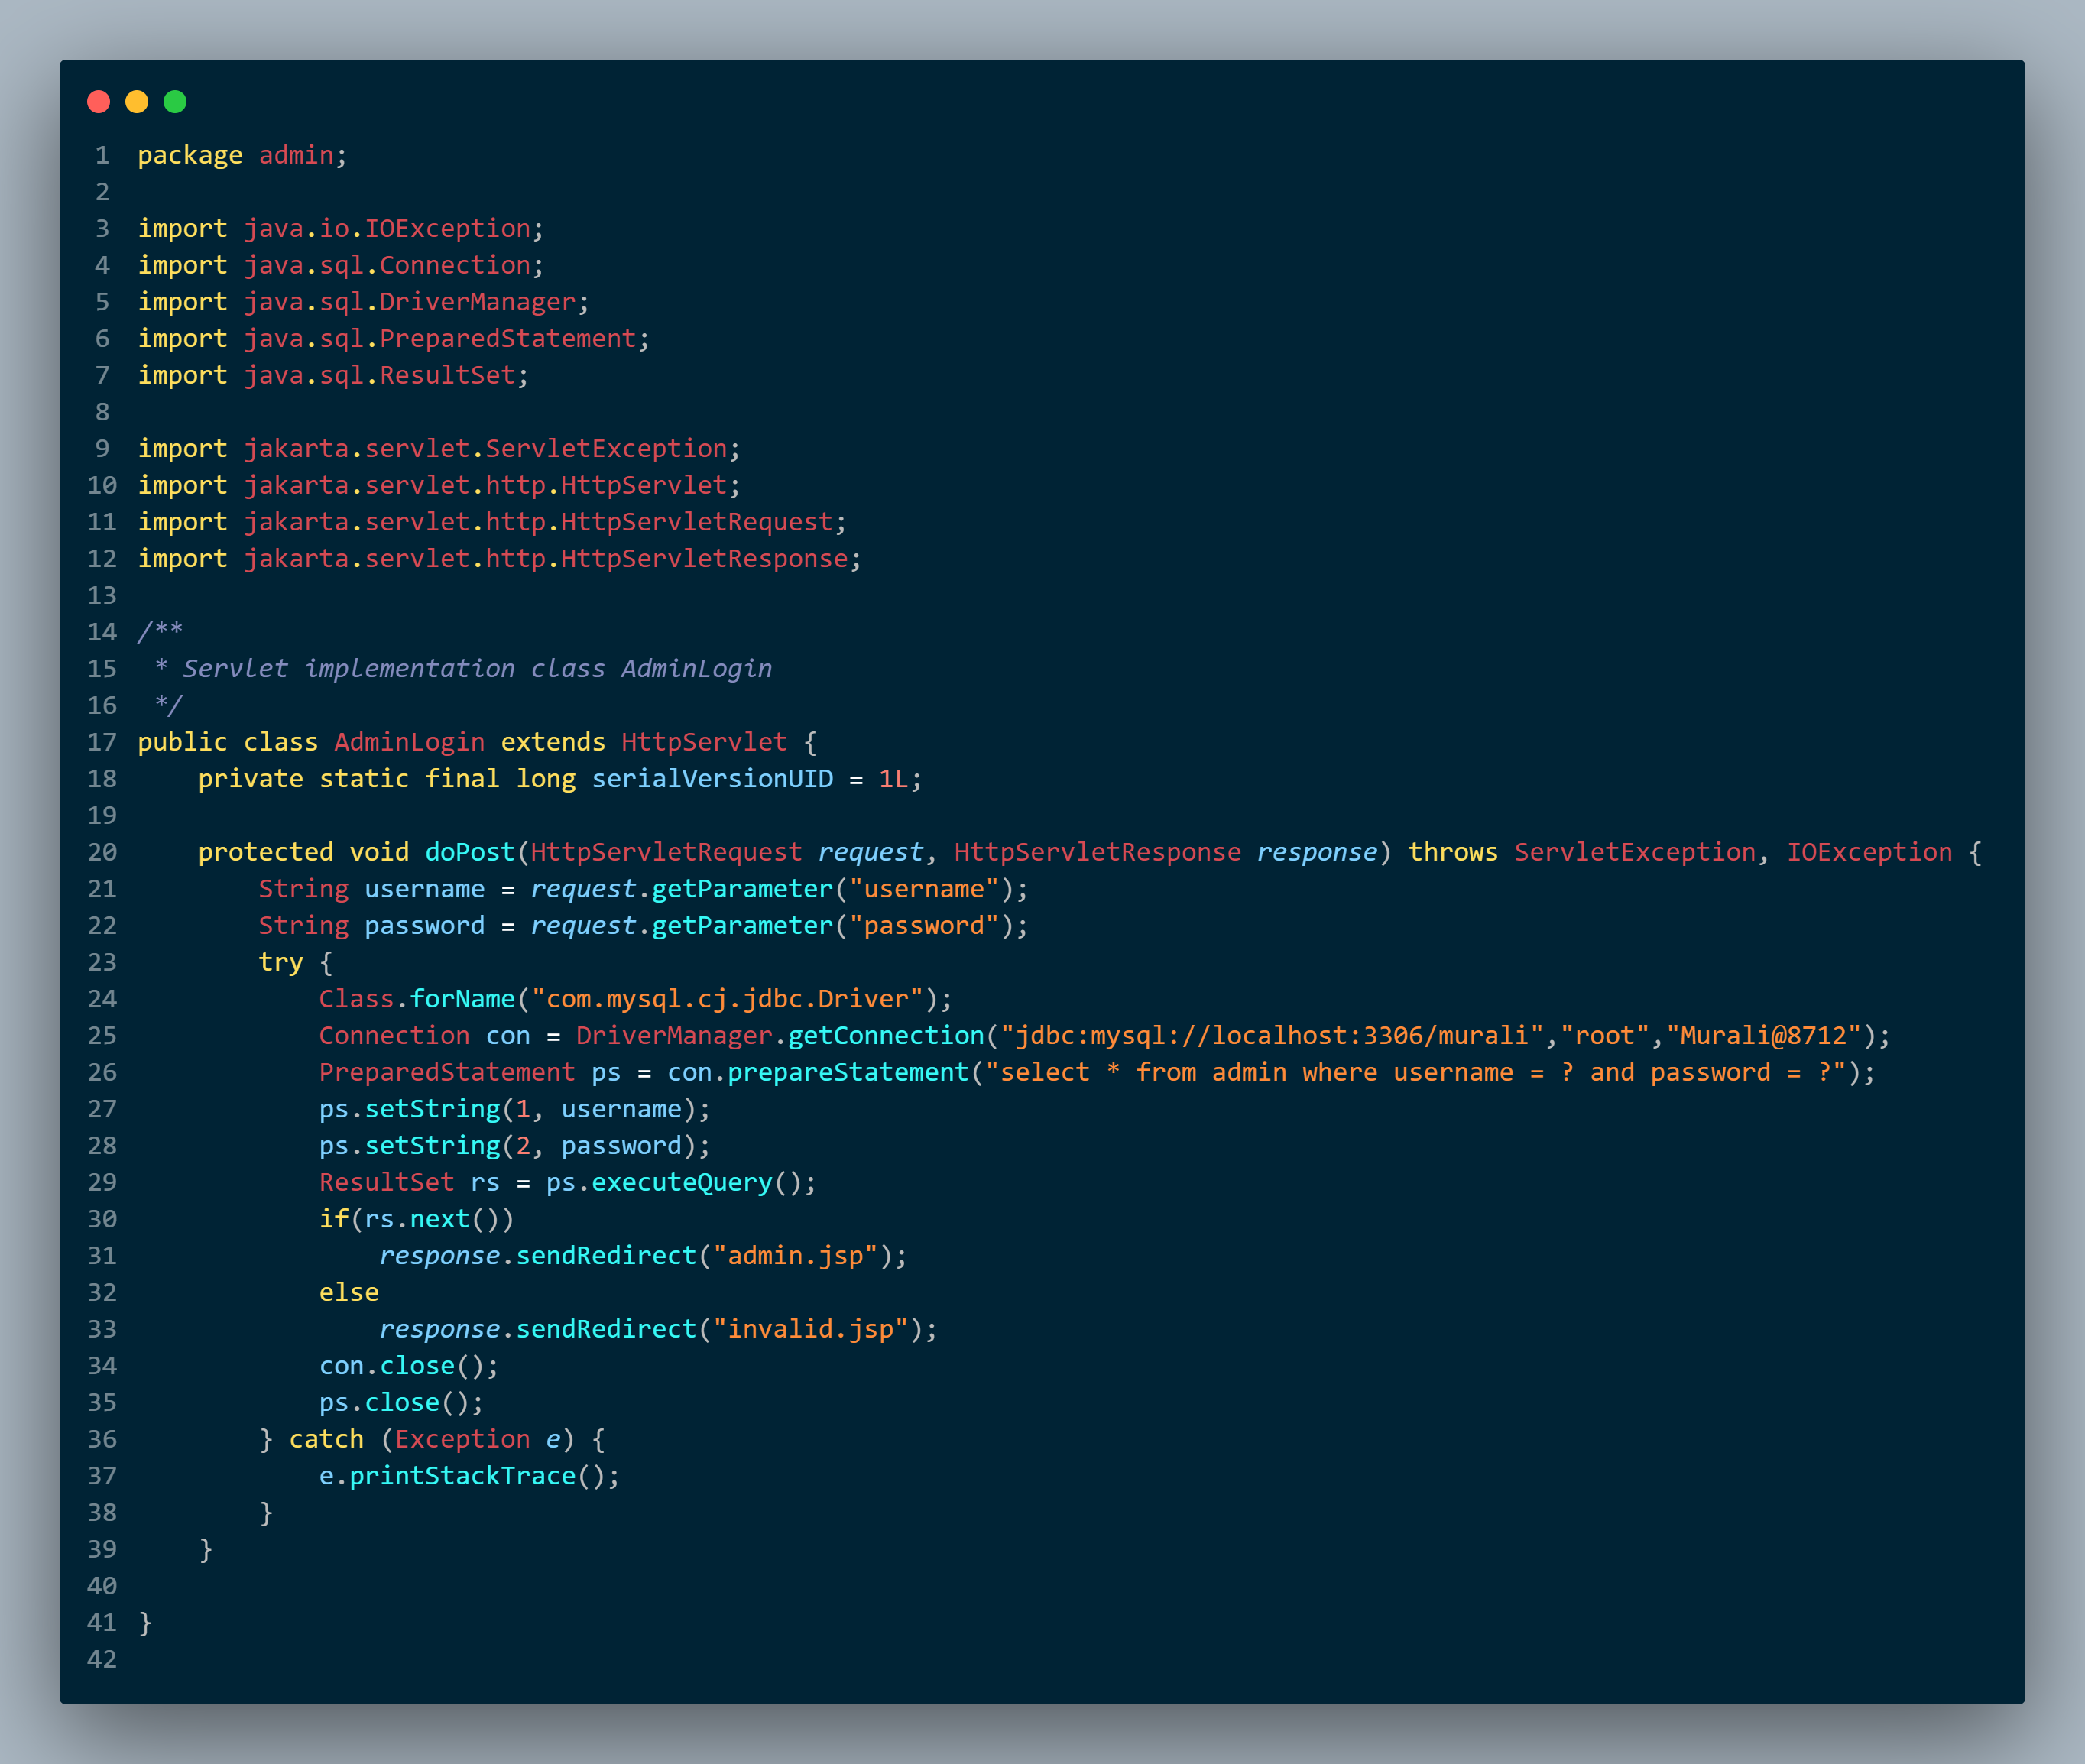 1 package admin;
2
3 import java.io.IOException;
4 import java.sql.Connection;
5 import java.sql.DriverManager;
6 import java.sql.PreparedStatement;
7 import java.sql.ResultSet;
8
9 import jakarta.servlet.ServletException;
10 import jakarta.servlet.http.HttpServlet;
11 import jakarta.servlet.http.HttpServletRequest;
12 import jakarta.servlet.http.HttpServletResponse;
13
14 /**
15  * Servlet implementation class AdminLogin
16  */
17 public class AdminLogin extends HttpServlet {
18     private static final long serialVersionUID = 1L;
19
20     protected void doPost(HttpServletRequest request, HttpServletResponse response) throws ServletException, IOException {
21         String username = request.getParameter("username");
22         String password = request.getParameter("password");
23         try {
24             Class.forName("com.mysql.cj.jdbc.Driver");
25             Connection con = DriverManager.getConnection("jdbc:mysql://localhost:3306/murali","root","Murali@8712");
26             PreparedStatement ps = con.prepareStatement("select * from admin where username = ? and password = ?");
27             ps.setString(1, username);
28             ps.setString(2, password);
29             ResultSet rs = ps.executeQuery();
30             if(rs.next())
31                 response.sendRedirect("admin.jsp");
32             else
33                 response.sendRedirect("invalid.jsp");
34             con.close();
35             ps.close();
36         } catch (Exception e) {
37             e.printStackTrace();
38         }
39     }
40
41 }
42